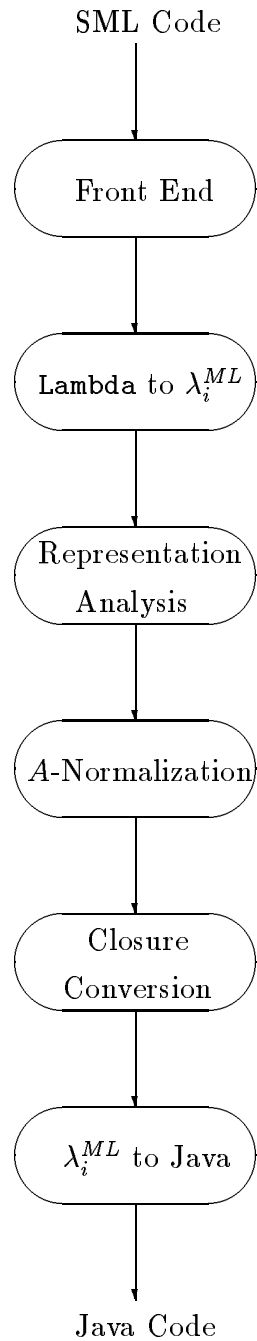 SML Code
Front End
Lambda to λ_i^{ML}
Representation
Analysis
A-Normalization
Closure
Conversion
λ_i^{ML} to Java
Java Code